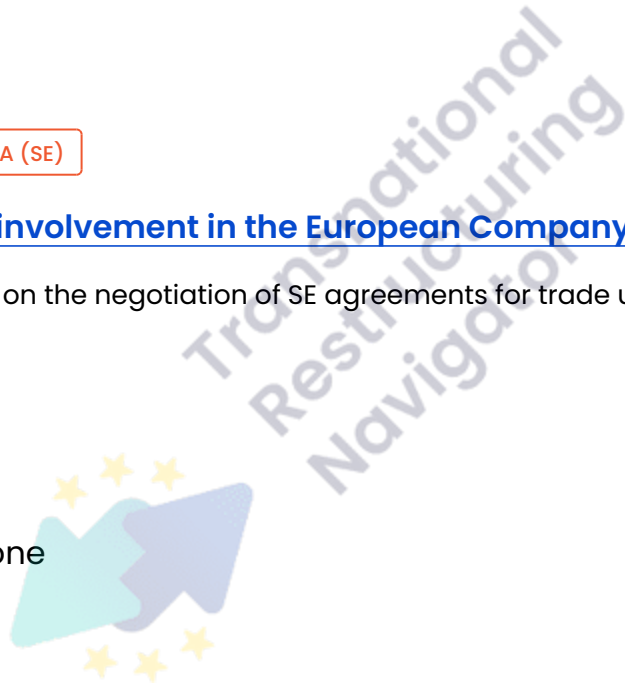 A (SE)
involvement in the European Company
on the negotiation of SE agreements for trade u
one
Transnational
Restructuring
Navigator